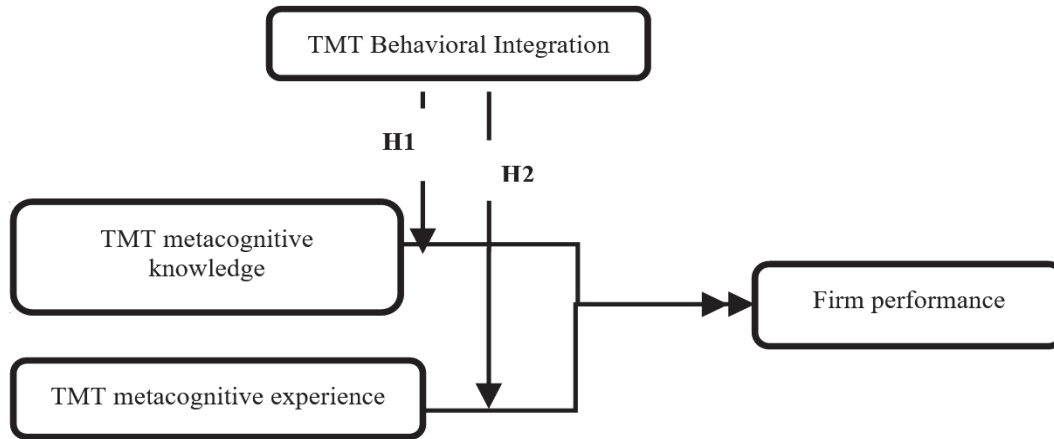 TMT Behavioral Integration
H1
H2
TMT metacognitive
knowledge
Firm performance
TMT metacognitive experience